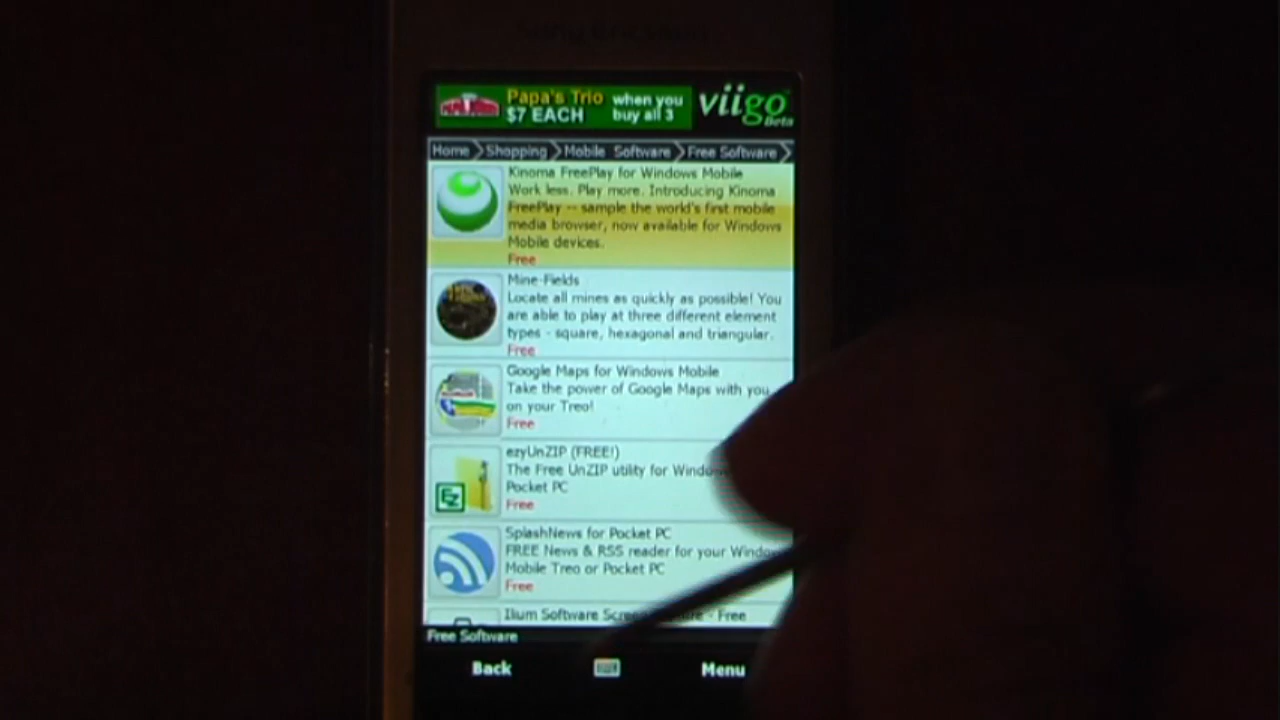 Papa's Trio when you
$7 EACH buy all 3
viigo
Beta
Home Shopping Mobile Software Free Software
Kinoma FreePlay for Windows Mobile
Work less. Play more. Introducing Kinoma
FreePlay -- sample the world's first mobile
media browser, now available for Windows
Mobile devices.
Free
Mine-Fields
Locate all mines as quickly as possible! You
are able to play at three different element
types - square, hexagonal and triangular.
Free
Google Maps for Windows Mobile
Take the power of Google Maps with you
on your Treo!
Free
ezyUnZIP (FREE!)
The Free UnZIP utility for
Pocket PC
Free
SplashNews for Pocket PC
FREE News & RSS reader for your
Mobile Treo or Pocket PC
Free
Ilium Software - Free
Free Software
Back Menu